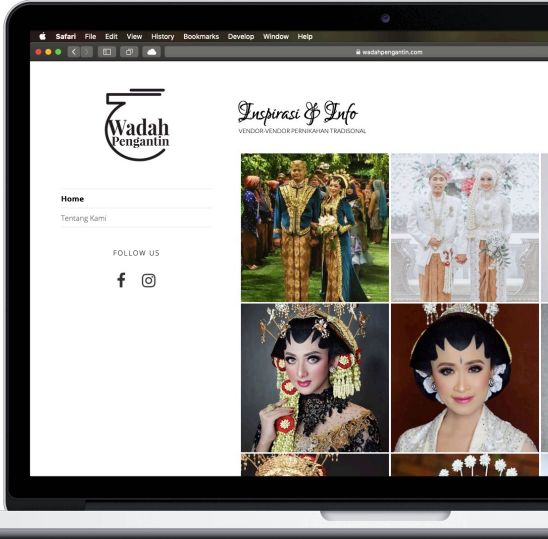 Safari File Edit View History Bookmarks Develop Window Help
wadahpengantin.com
Wadah
Pengantin
Inspirasi & Info
VENDOR-VENDOR PERNIKAHAN TRADISONAL
Home
Tentang Kami
FOLLOW US